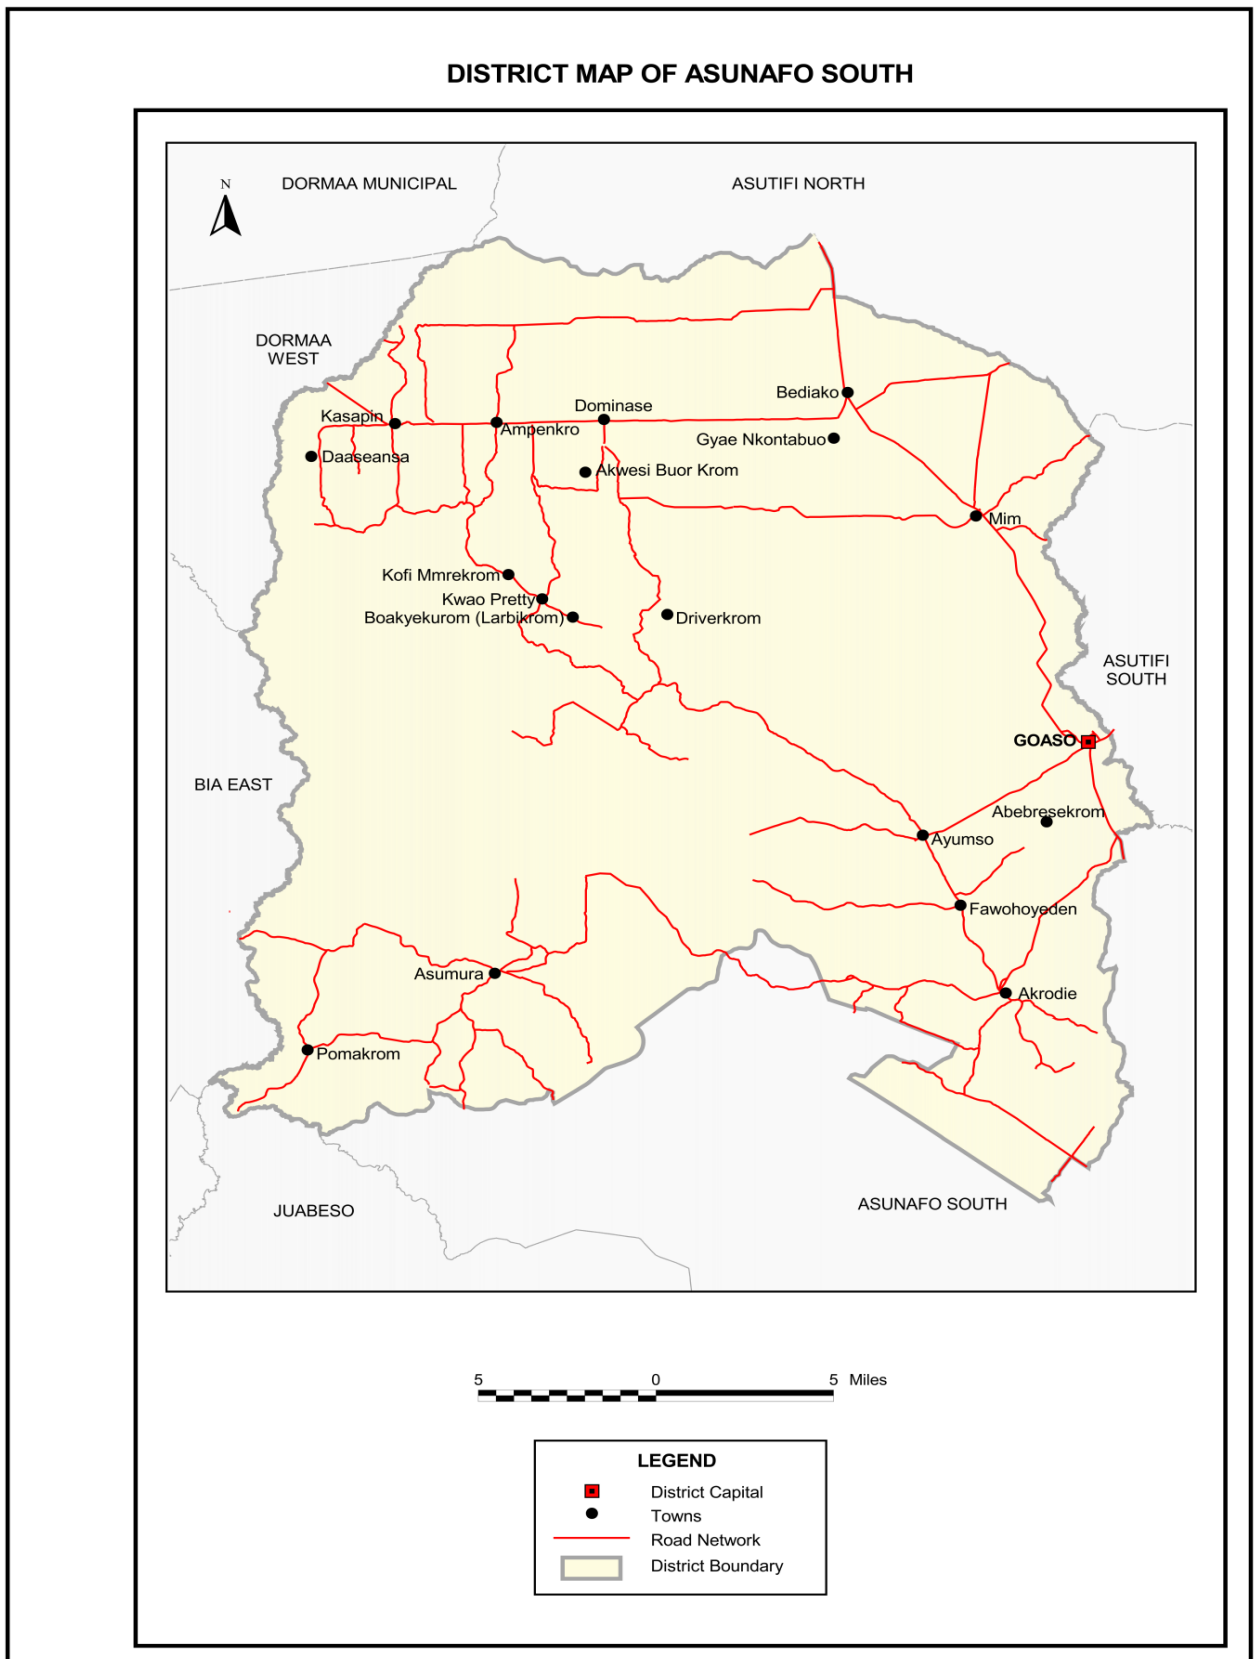 DISTRICT MAP OF ASUNAFO SOUTH
N
DORMAA MUNICIPAL
ASUTIFI NORTH
DORMAA
WEST
Bediako
Kasapin
Dominase
Ampenkro
Gyae Nkontabuo
Daaseansa
Akwesi Buor Krom
Mim
Kofi Mmrekrom
Kwao Pretty
Boakyekurom (Larbikrom)
Driverkrom
ASUTIFI
SOUTH
GOASO
BIA EAST
Abebresekrom
Ayumso
Fawohoyeden
Asumura
Akrodie
Pomakrom
JUABESO
ASUNAFO SOUTH
5 0 5 Miles
LEGEND
District Capital
Towns
Road Network
District Boundary